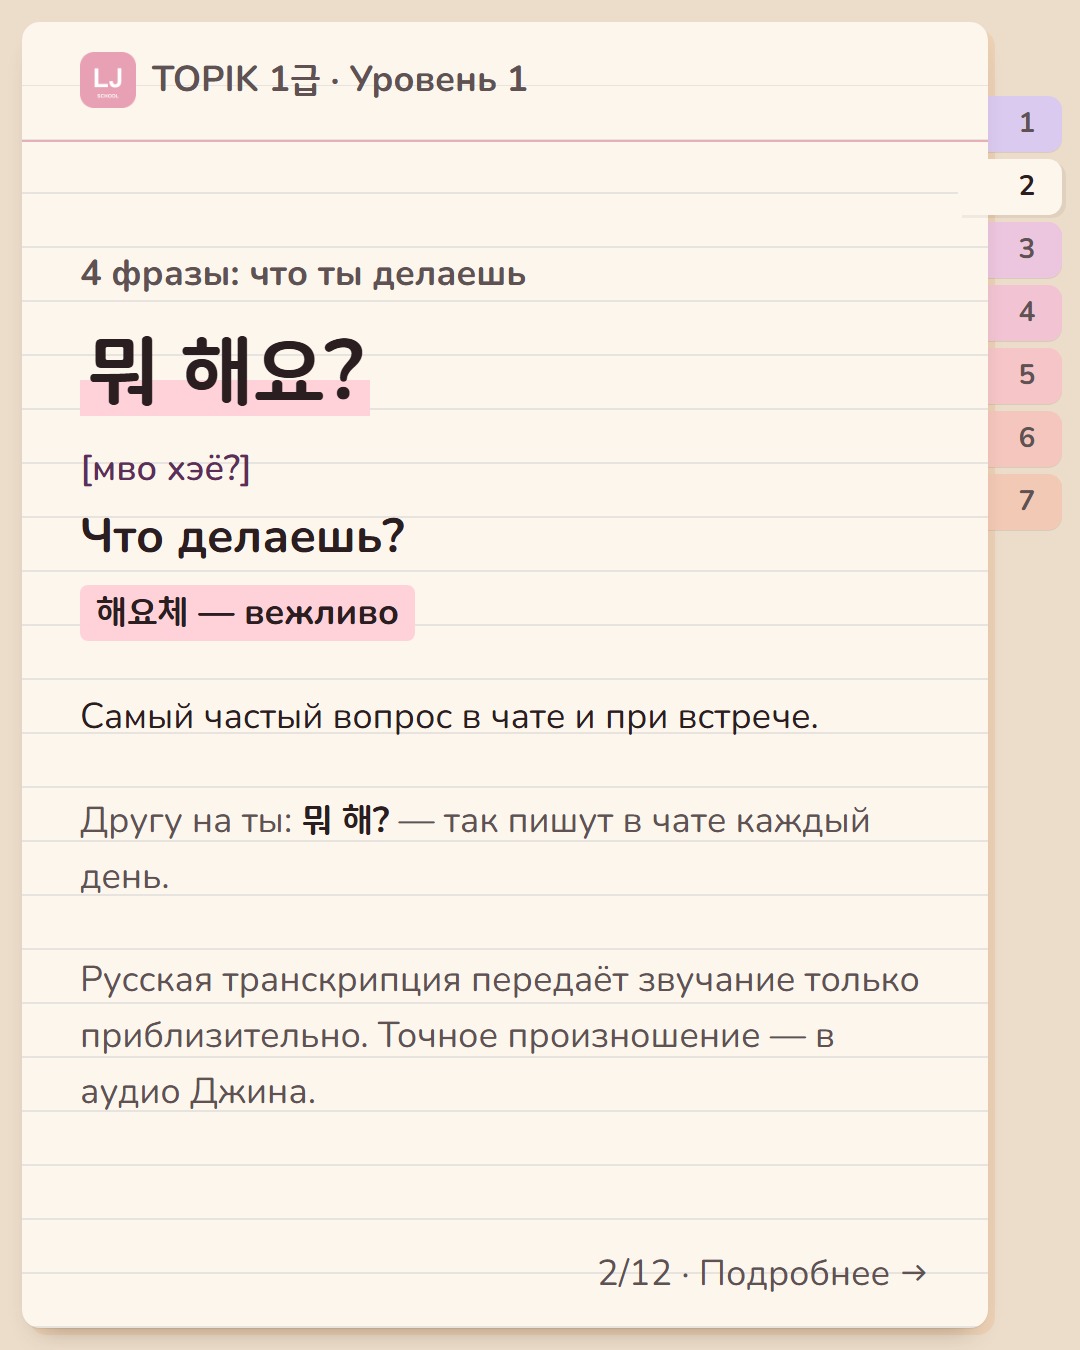 LJ
SCHOOL
TOPIK 1급 · Уровень 1
1
2
3
4
5
6
7
4 фразы: что ты делаешь
뭐 해요?
[мво хэё?]
Что делаешь?
해요체 — вежливо
Самый частый вопрос в чате и при встрече.
Другу на ты: 뭐 해? — так пишут в чате каждый
день.
Русская транскрипция передаёт звучание только
приблизительно. Точное произношение — в
аудио Джина.
2/12 · Подробнее →